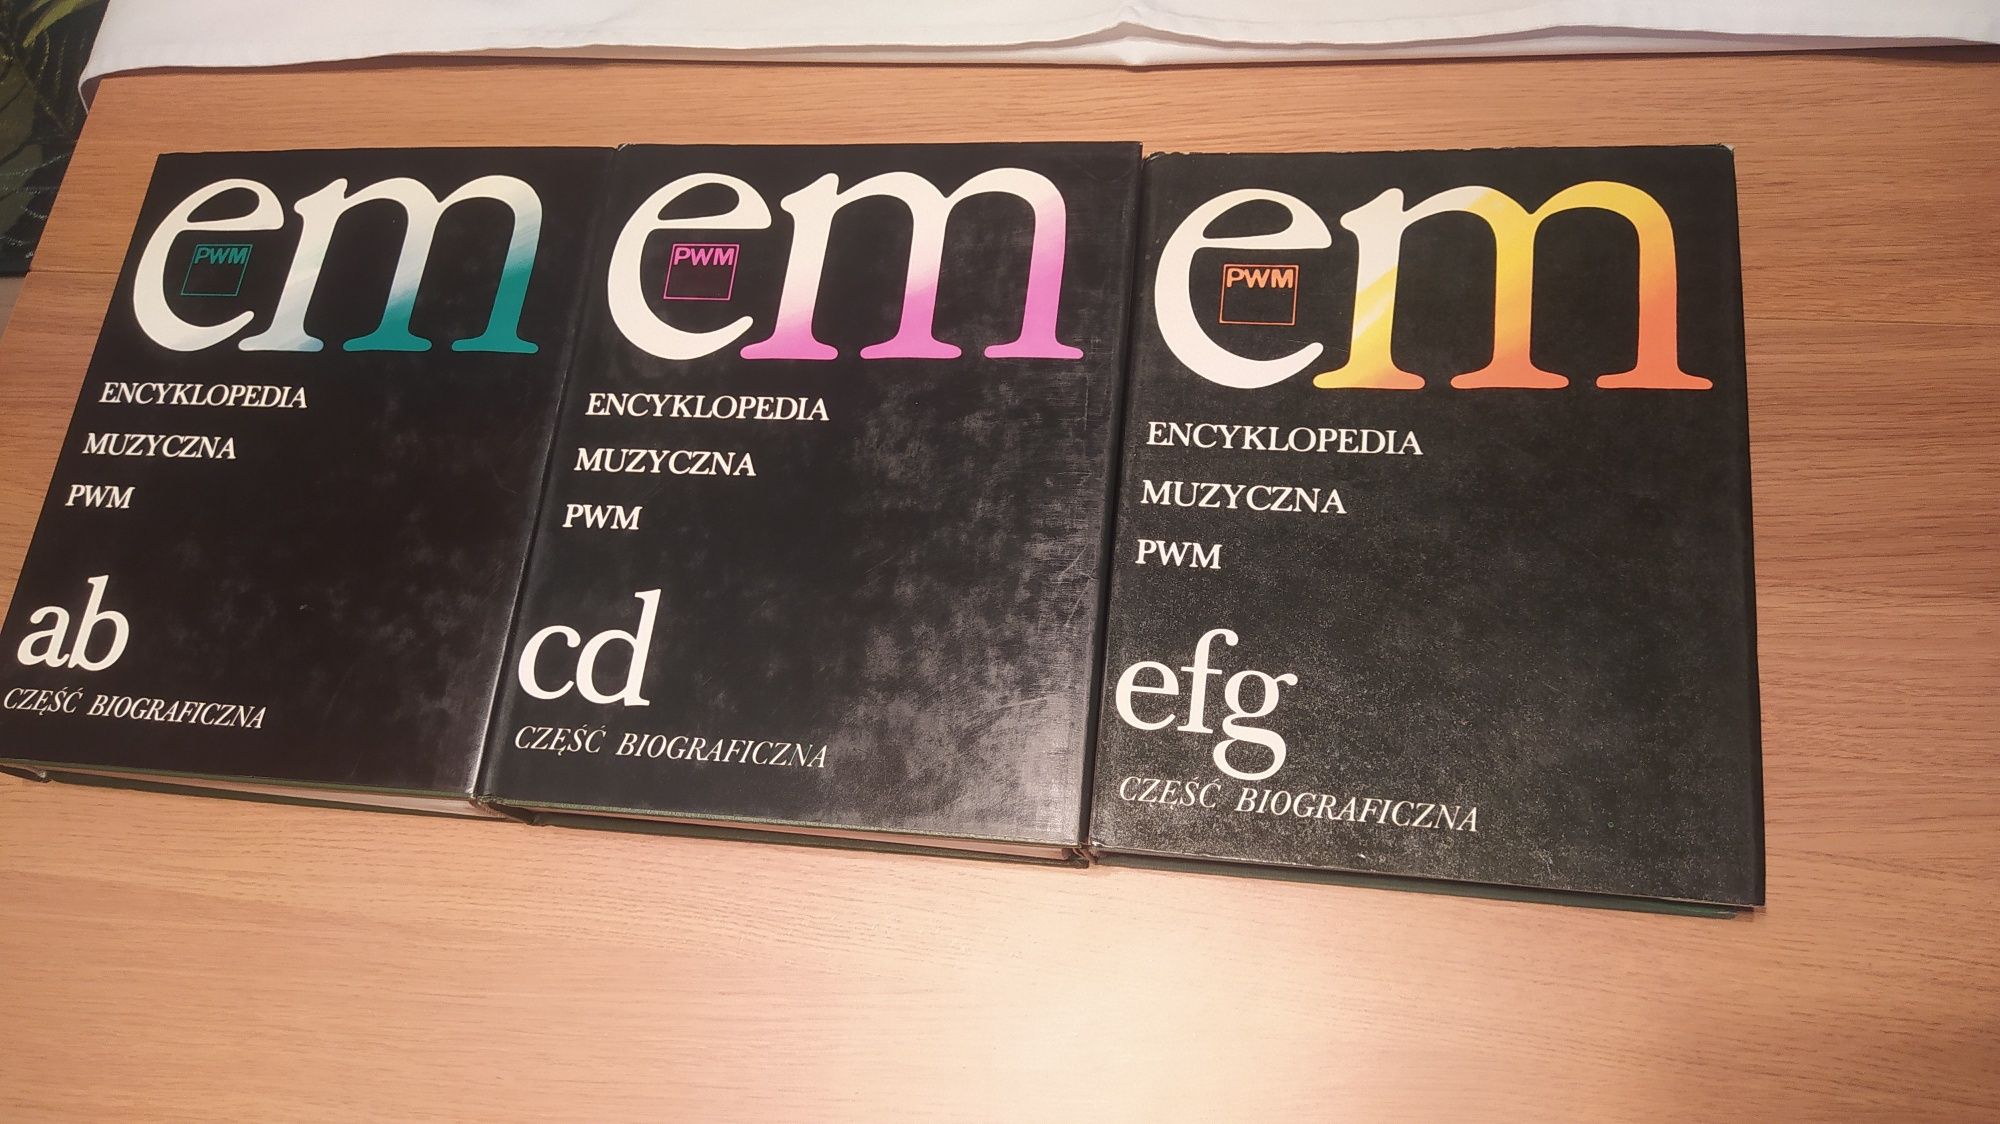 em
PWM
ENCYKLOPEDIA
MUZYCZNA
PWM
ab
CZĘŚĆ BIOGRAFICZNA
em
PWM
ENCYKLOPEDIA
MUZYCZNA
PWM
cd
CZĘŚĆ BIOGRAFICZNA
em
PWM
ENCYKLOPEDIA
MUZYCZNA
PWM
efg
CZĘŚĆ BIOGRAFICZNA